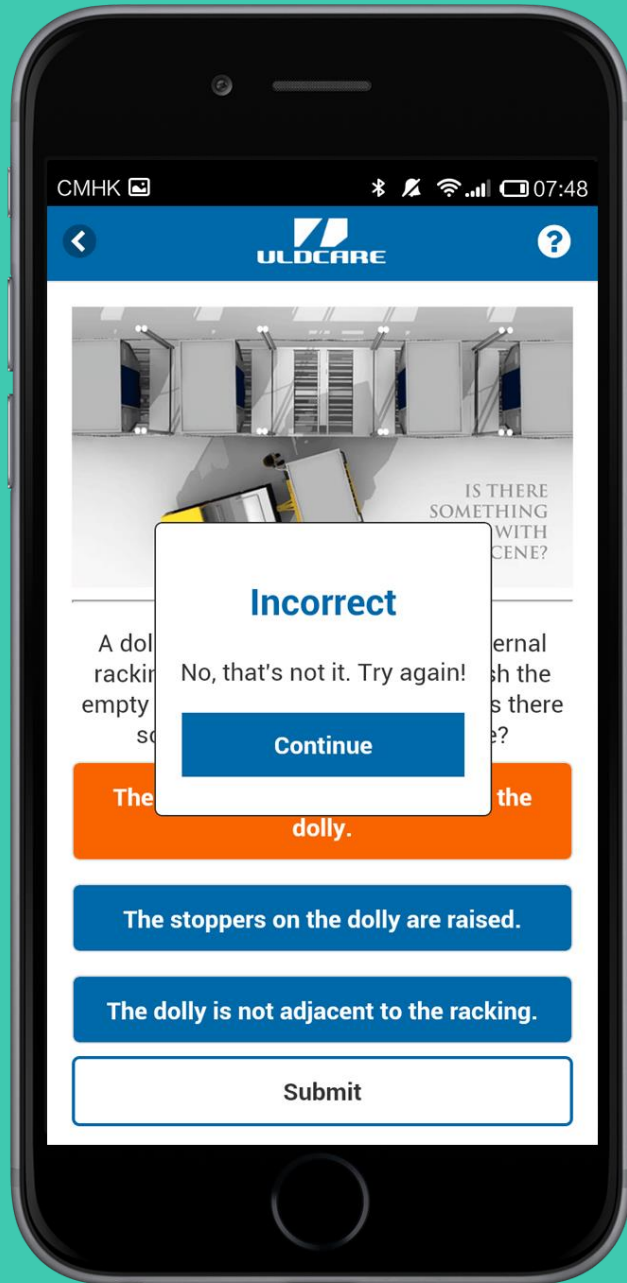 CMHK 07:48
ULDCARE
?
IS THERE
SOMETHING
WITH
CENE?
Incorrect
No, that's not it. Try again!
Continue
A dol ernal
rackin sh the
empty s there
so e?
The the
dolly.
The stoppers on the dolly are raised.
The dolly is not adjacent to the racking.
Submit